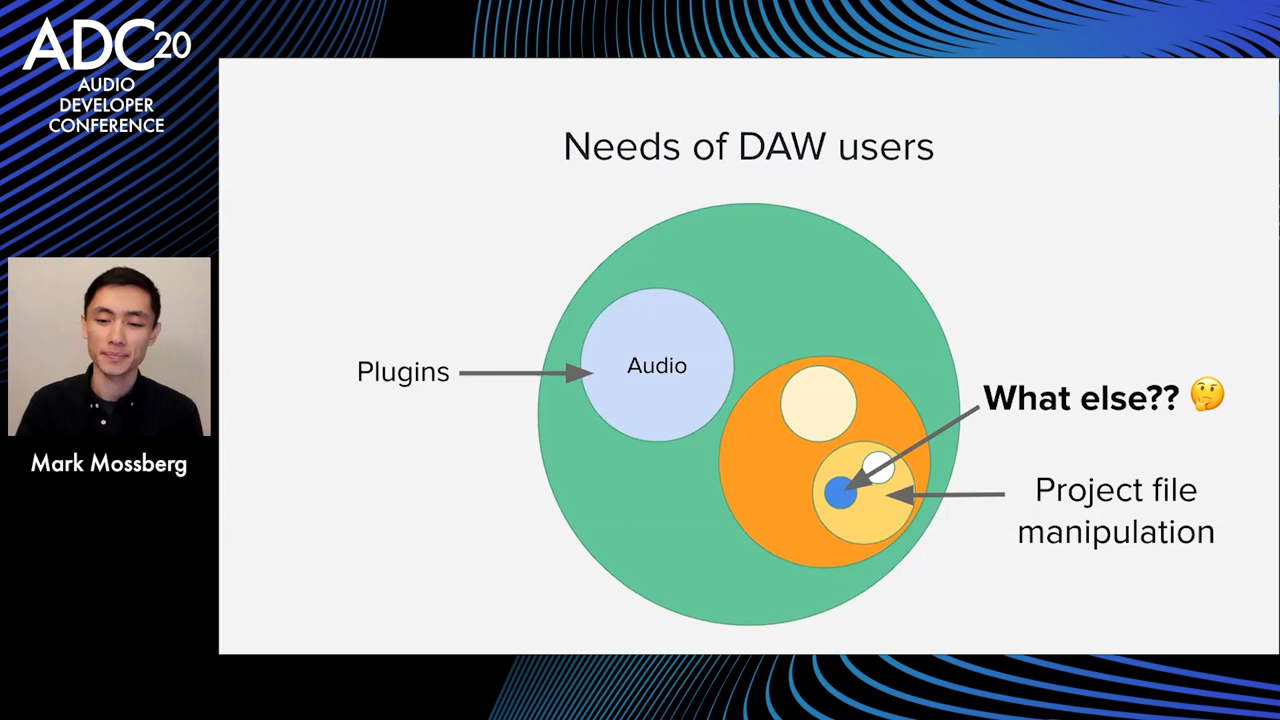 ADC20
AUDIO
DEVELOPER
CONFERENCE
Mark Mossberg
Needs of DAW users
Plugins
Audio
What else?? 🤔
Project file
manipulation